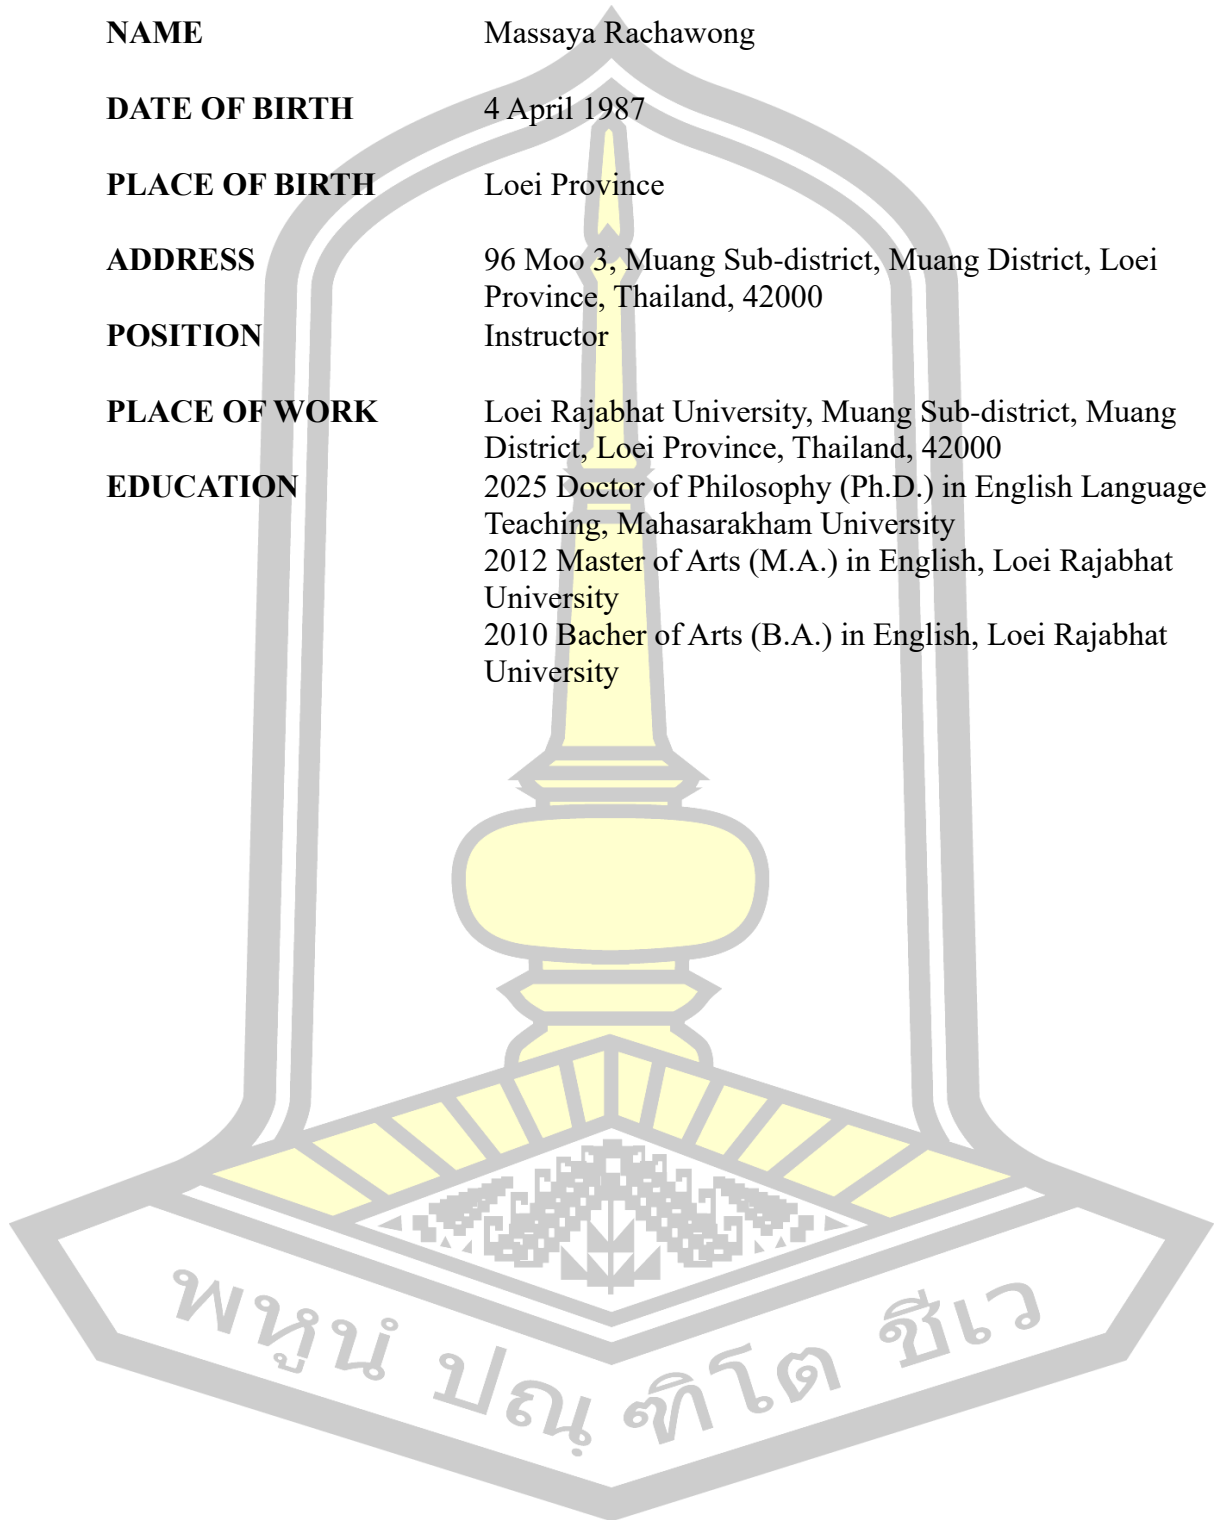 NAME Massaya Rachawong
DATE OF BIRTH 4 April 1987
PLACE OF BIRTH Loei Province
ADDRESS 96 Moo 3, Muang Sub-district, Muang District, Loei
Province, Thailand, 42000
POSITION Instructor
PLACE OF WORK Loei Rajabhat University, Muang Sub-district, Muang
District, Loei Province, Thailand, 42000
EDUCATION 2025 Doctor of Philosophy (Ph.D.) in English Language
Teaching, Mahasarakham University
2012 Master of Arts (M.A.) in English, Loei Rajabhat
University
2010 Bacher of Arts (B.A.) in English, Loei Rajabhat
University
พหูนํ ปณฺฑิโต ชีเว